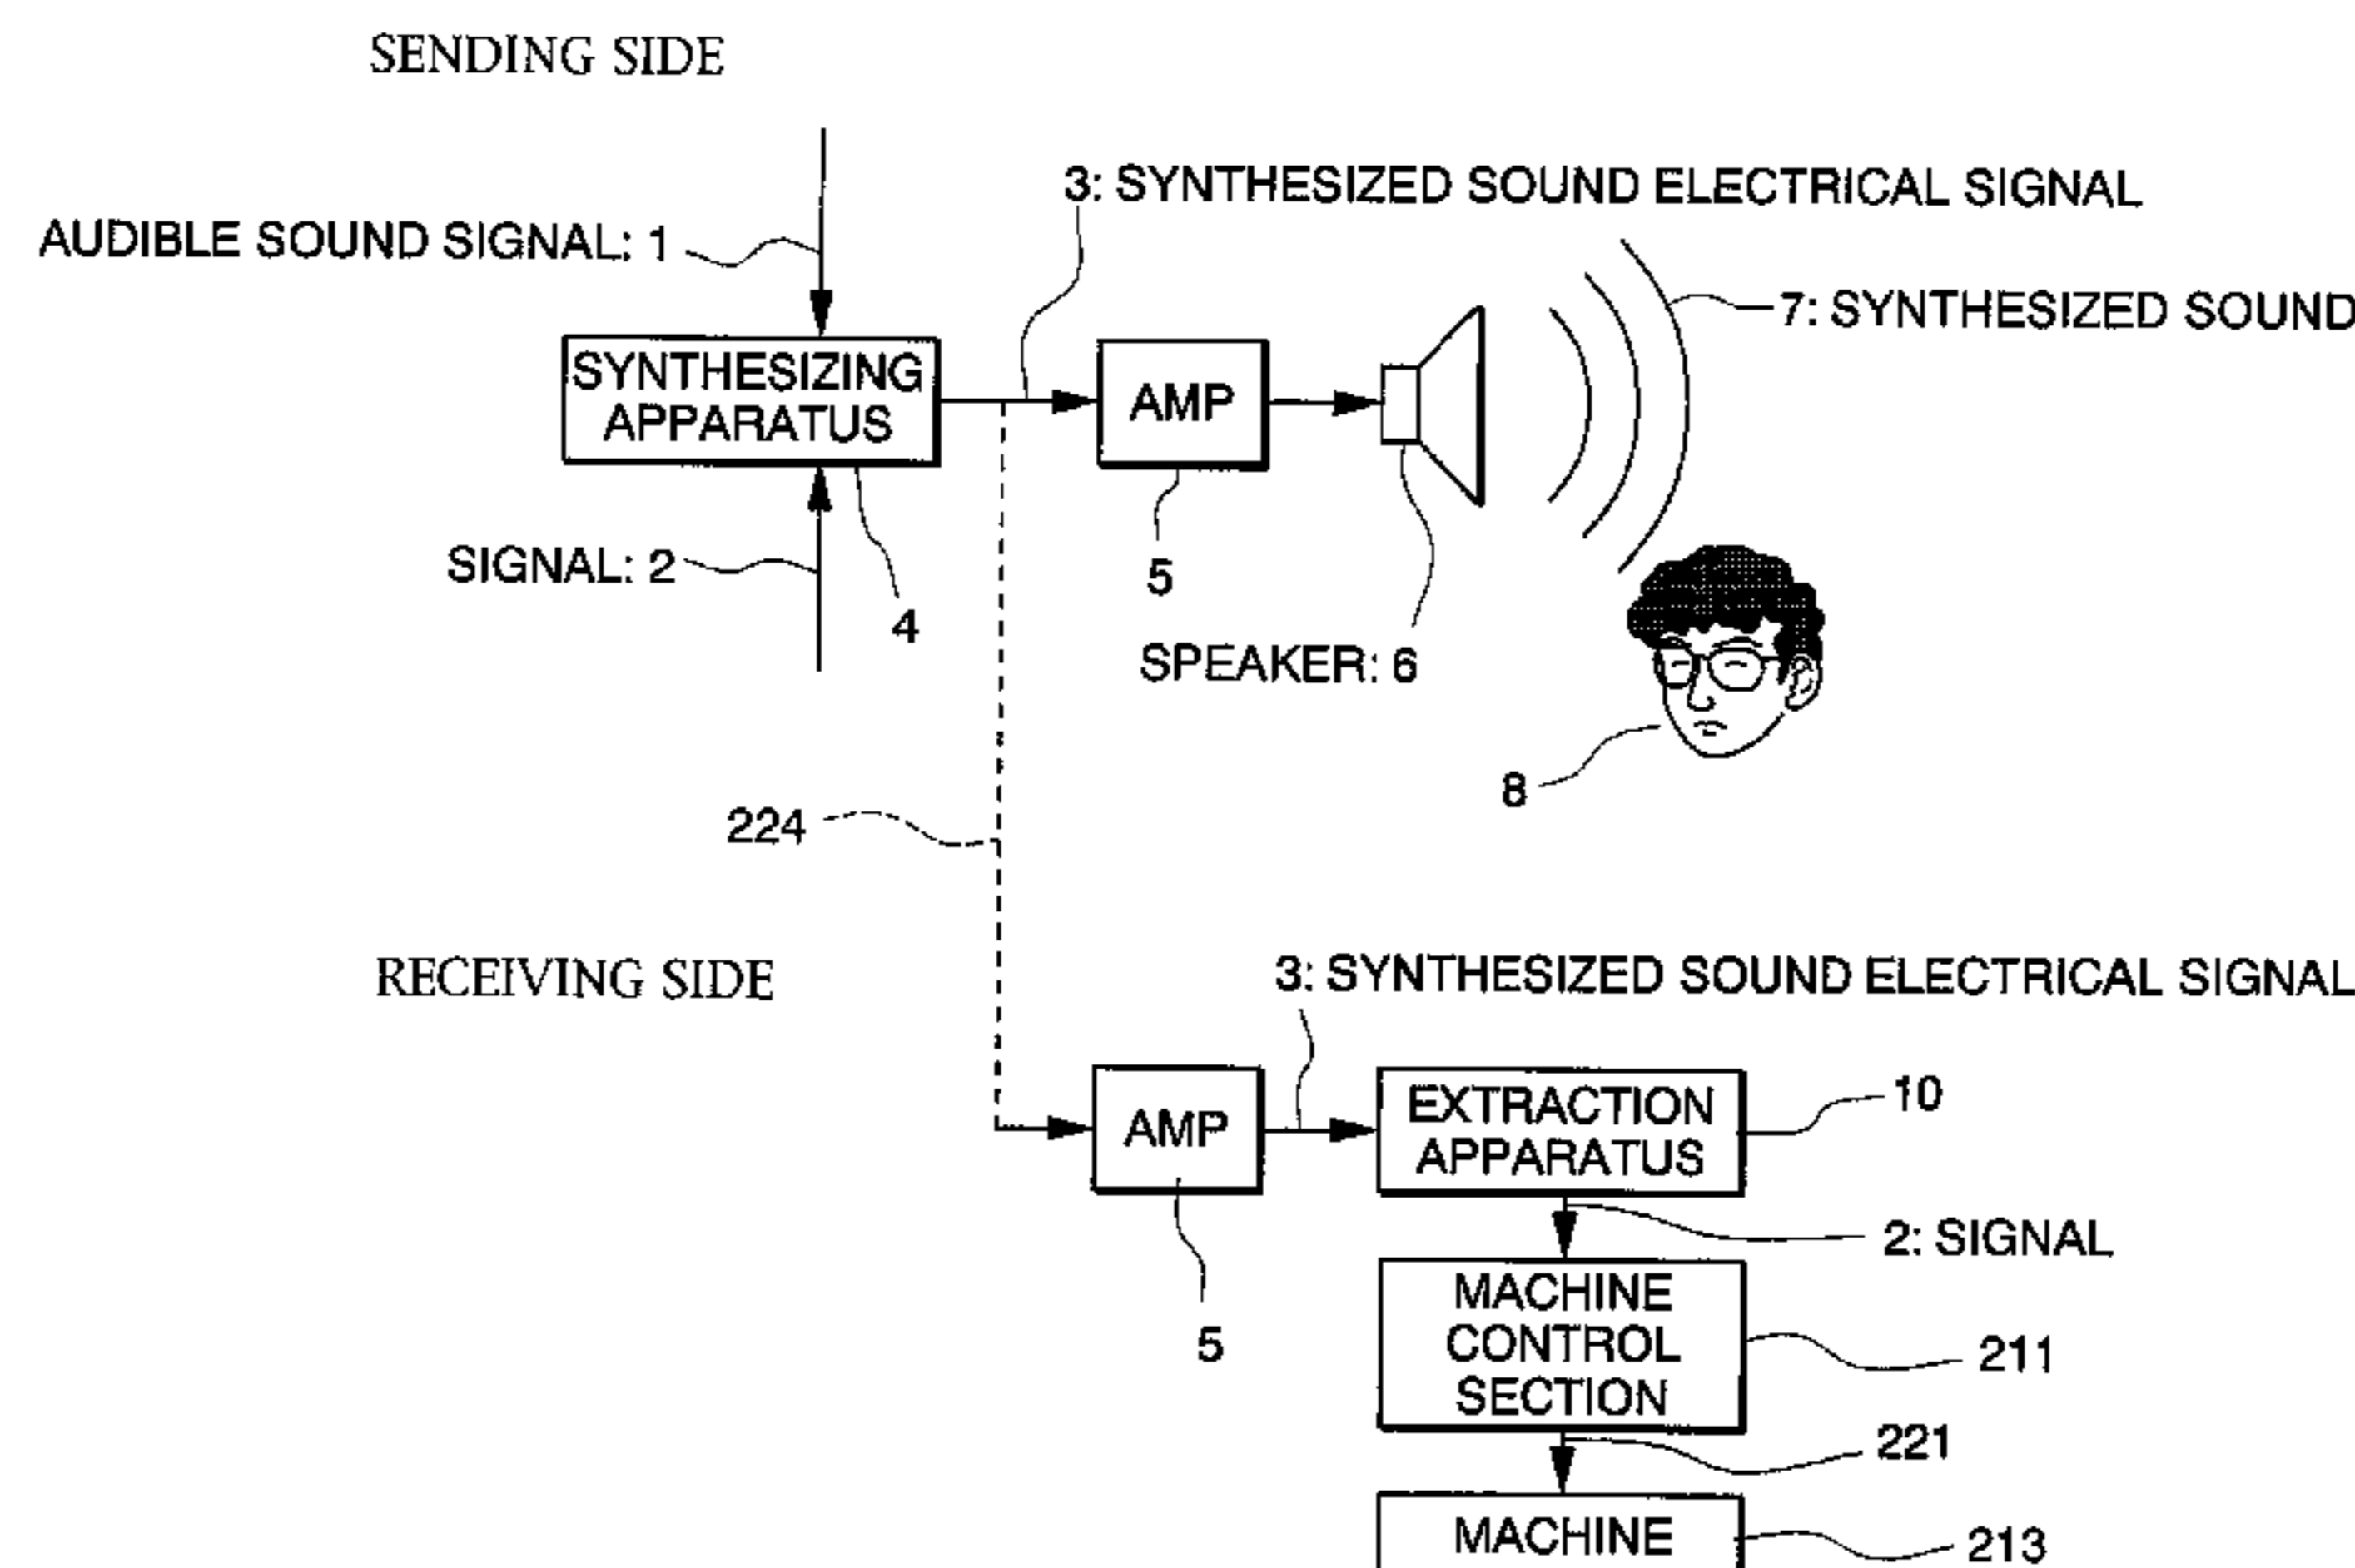 SENDING SIDE
3: SYNTHESIZED SOUND ELECTRICAL SIGNAL
AUDIBLE SOUND SIGNAL: 1
7: SYNTHESIZED SOUND
SYNTHESIZING
APPARATUS
AMP
SIGNAL: 2
5
4
SPEAKER: 6
8
224
RECEIVING SIDE
3: SYNTHESIZED SOUND ELECTRICAL SIGNAL
AMP
EXTRACTION
APPARATUS
10
2: SIGNAL
5
MACHINE
CONTROL
SECTION
211
221
MACHINE
213